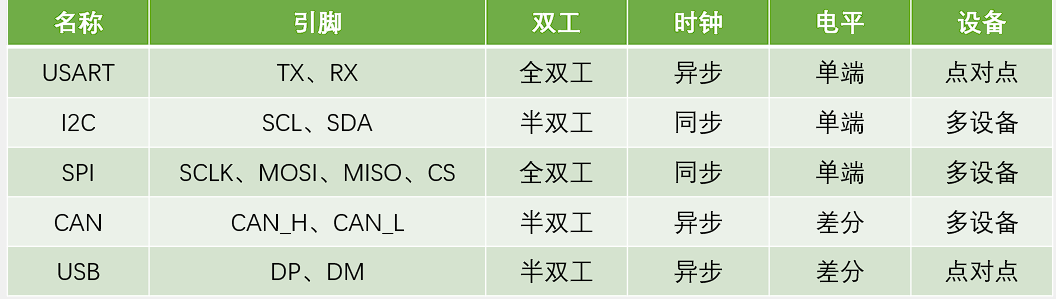 名称 引脚 双工 时钟 电平 设备
USART TX、RX 全双工 异步 单端 点对点
I2C SCL、SDA 半双工 同步 单端 多设备
SPI SCLK、MOSI、MISO、CS 全双工 同步 单端 多设备
CAN CAN_H、CAN_L 半双工 异步 差分 多设备
USB DP、DM 半双工 异步 差分 点对点